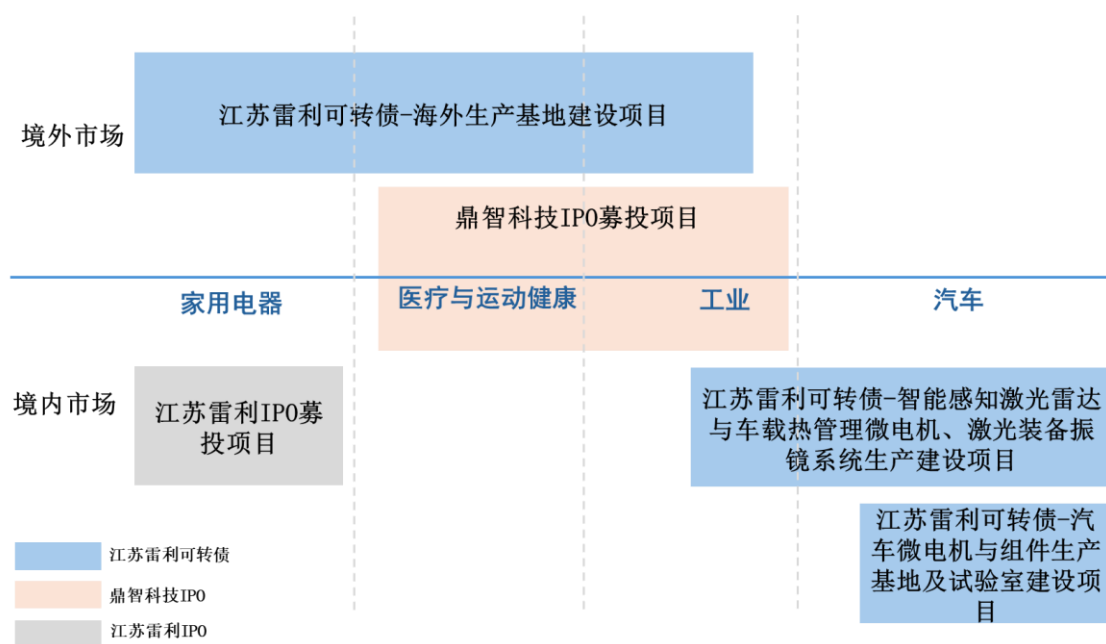 江苏雷利可转债-海外生产基地建设项目
境外市场
鼎智科技IPO募投项目
家用电器
医疗与运动健康
工业
汽车
境内市场
江苏雷利IPO募
投项目
江苏雷利可转债-智能感知激光雷达
与车载热管理微电机、激光装备振
镜系统生产建设项目
江苏雷利可转债-汽
车微电机与组件生产
基地及试验室建设项
目
江苏雷利可转债
鼎智科技IPO
江苏雷利IPO